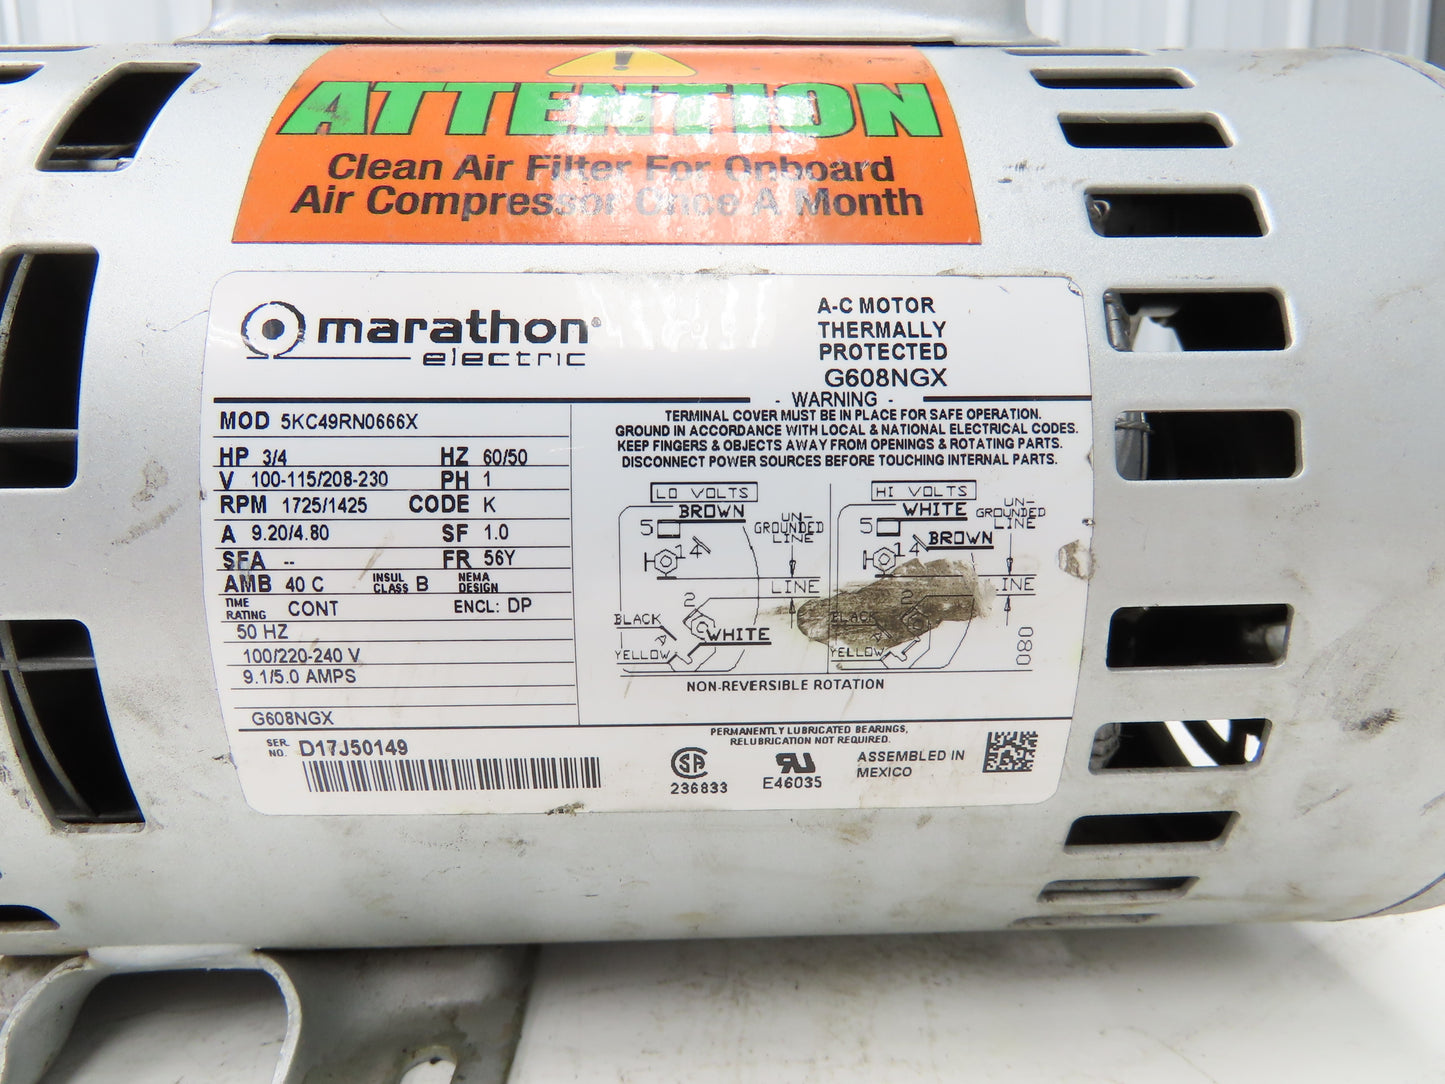 ATTENTION
Clean Air Filter For Onboard
Air Compressor Once A Month
marathon®
electric
A-C MOTOR
THERMALLY
PROTECTED
G608NGX
MOD 5KC49RN0666X
HP 3/4 HZ 60/50
V 100-115/208-230 PH 1
RPM 1725/1425 CODE K
A 9.20/4.80 SF 1.0
SFA -- FR 56Y
AMB 40 C INSUL CLASS B NEMA DESIGN
TIME RATING CONT ENCL: DP
50 HZ
100/220-240 V
9.1/5.0 AMPS
G608NGX
- WARNING -
TERMINAL COVER MUST BE IN PLACE FOR SAFE OPERATION.
GROUND IN ACCORDANCE WITH LOCAL & NATIONAL ELECTRICAL CODES.
KEEP FINGERS & OBJECTS AWAY FROM OPENINGS & ROTATING PARTS.
DISCONNECT POWER SOURCES BEFORE TOUCHING INTERNAL PARTS.
LO VOLTS
BROWN
5
UN-
GROUNDED
LINE
14
LINE
2
BLACK
WHITE
YELLOW
HI VOLTS
WHITE
5
UN-
GROUNDED
LINE
14
BROWN
LINE
2
BLACK
YELLOW
080
NON-REVERSIBLE ROTATION
SER. NO. D17J50149
PERMANENTLY LUBRICATED BEARINGS,
RELUBRICATION NOT REQUIRED.
236833
E46035
ASSEMBLED IN
MEXICO